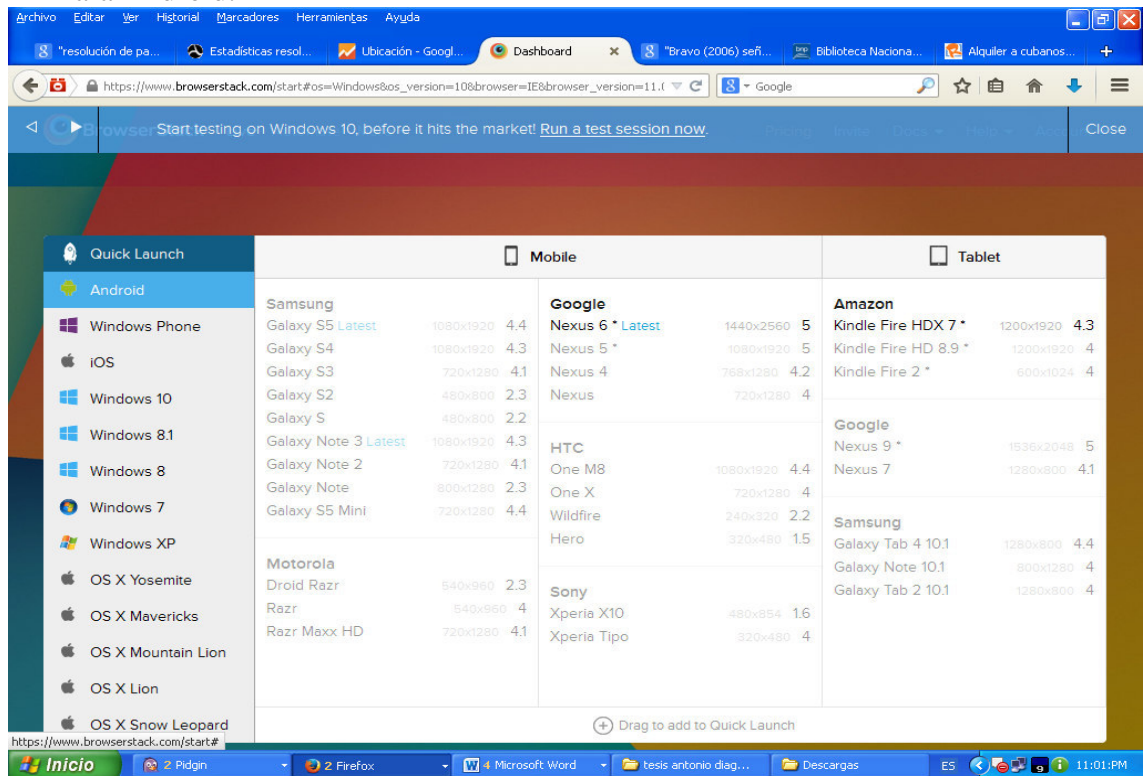 Archivo Editar Ver Historial Marcadores Herramientas Ayuda
"resolución de pa... Estadísticas resol... Ubicación - Googl... Dashboard "Bravo (2006) señ... Biblioteca Naciona... Alquiler a cubanos...
https://www.browserstack.com/start#os=Windows&os_version=10&browser=IE&browser_version=11.( Google
Start testing on Windows 10, before it hits the market! Run a test session now. Pricing Invite Docs Help Close
Quick Launch
Android
Windows Phone
iOS
Windows 10
Windows 8.1
Windows 8
Windows 7
Windows XP
OS X Yosemite
OS X Mavericks
OS X Mountain Lion
OS X Lion
OS X Snow Leopard
Mobile
Samsung
Galaxy S5 Latest 1080x1920 4.4
Galaxy S4 1080x1920 4.3
Galaxy S3 720x1280 4.1
Galaxy S2 480x800 2.3
Galaxy S 480x800 2.2
Galaxy Note 3 Latest 1080x1920 4.3
Galaxy Note 2 720x1280 4.1
Galaxy Note 800x1280 2.3
Galaxy S5 Mini 720x1280 4.4
Motorola
Droid Razr 540x960 2.3
Razr 540x960 4
Razr Maxx HD 720x1280 4.1
Google
Nexus 6 * Latest 1440x2560 5
Nexus 5 * 1080x1920 5
Nexus 4 768x1280 4.2
Nexus 720x1280 4
HTC
One M8 1080x1920 4.4
One X 720x1280 4
Wildfire 240x320 2.2
Hero 320x480 1.5
Sony
Xperia X10 480x854 1.6
Xperia Tipo 320x480 4
Tablet
Amazon
Kindle Fire HDX 7 * 1200x1920 4.3
Kindle Fire HD 8.9 * 1200x1920 4
Kindle Fire 2 * 600x1024 4
Google
Nexus 9 * 1536x2048 5
Nexus 7 1280x800 4.1
Samsung
Galaxy Tab 4 10.1 1280x800 4.4
Galaxy Note 10.1 800x1280 4
Galaxy Tab 2 10.1 1280x800 4
Drag to add to Quick Launch
https://www.browserstack.com/start#
Inicio 2 Pidgin 2 Firefox 4 Microsoft Word tesis antonio diag... Descargas ES 11:01:PM